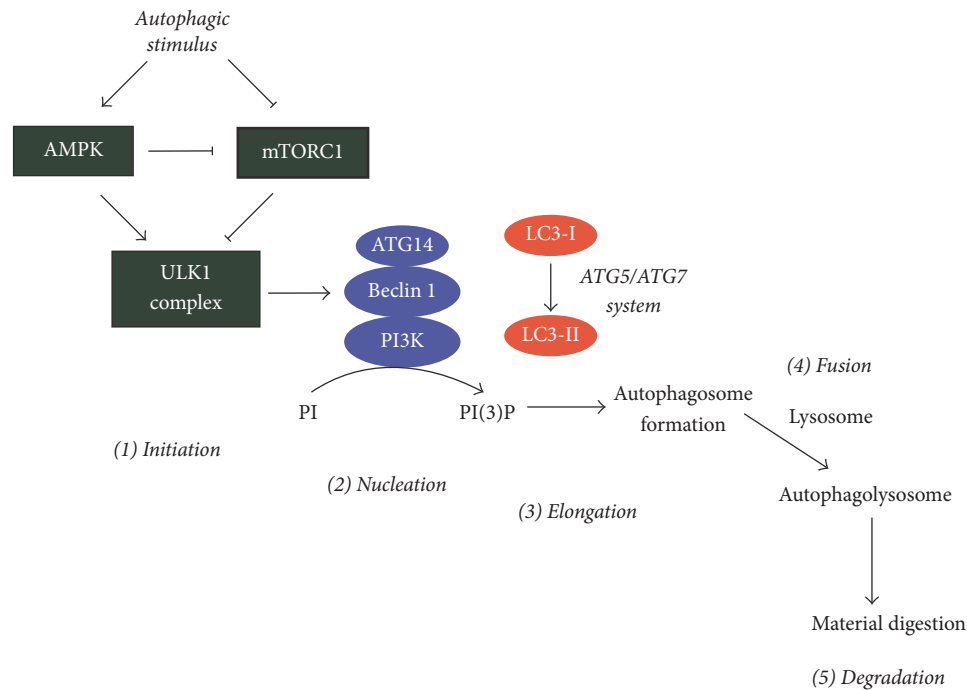 Autophagic
stimulus
AMPK
mTORC1
ULK1
complex
ATG14
Beclin 1
PI3K
LC3-I
ATG5/ATG7
system
LC3-II
PI
PI(3)P
Autophagosome
formation
(4) Fusion
Lysosome
(1) Initiation
(2) Nucleation
(3) Elongation
Autophagolysosome
Material digestion
(5) Degradation